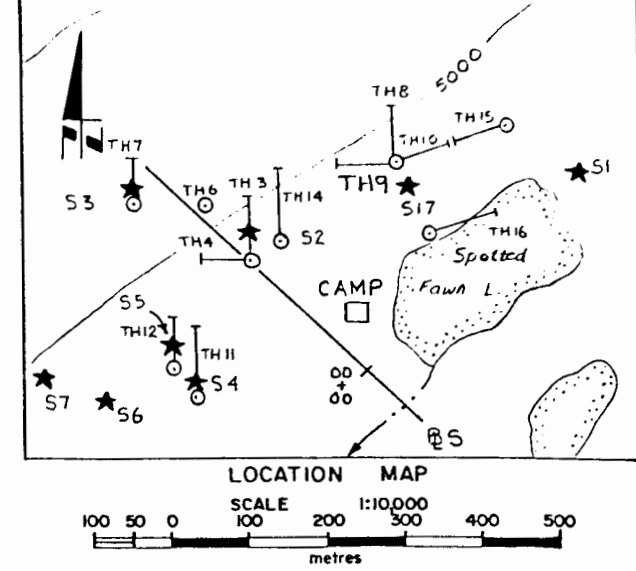 5000
TH8
TH15
TH10
TH7
TH9
S1
TH6
TH3
TH14
S3
S17
S2
TH16
TH4
Spotted
Fawn L.
CAMP
S5
TH12
TH11
S4
00
+
00
S7
S6
S
LOCATION MAP
SCALE 1:10,000
100 50 0 100 200 300 400 500
metres